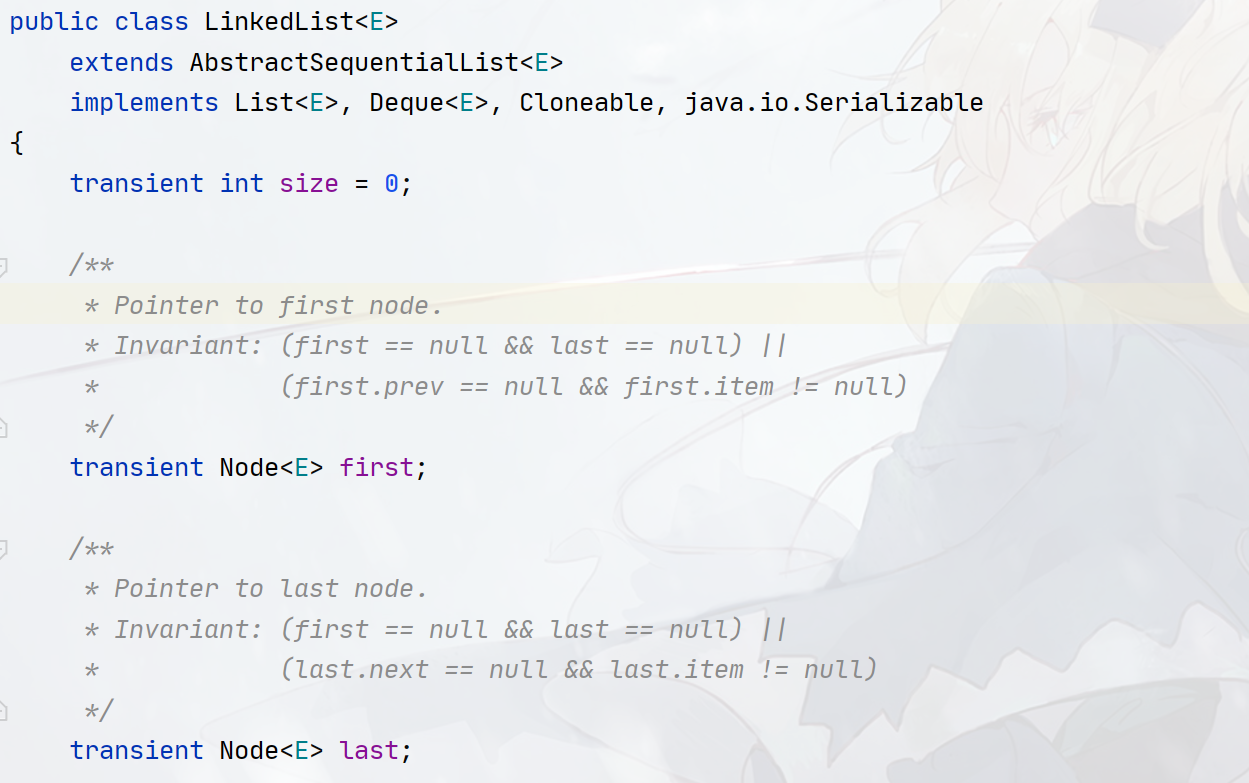 public class LinkedList<E>
    extends AbstractSequentialList<E>
    implements List<E>, Deque<E>, Cloneable, java.io.Serializable
{
    transient int size = 0;

    /**
     * Pointer to first node.
     * Invariant: (first == null && last == null) ||
     *            (first.prev == null && first.item != null)
     */
    transient Node<E> first;

    /**
     * Pointer to last node.
     * Invariant: (first == null && last == null) ||
     *            (last.next == null && last.item != null)
     */
    transient Node<E> last;